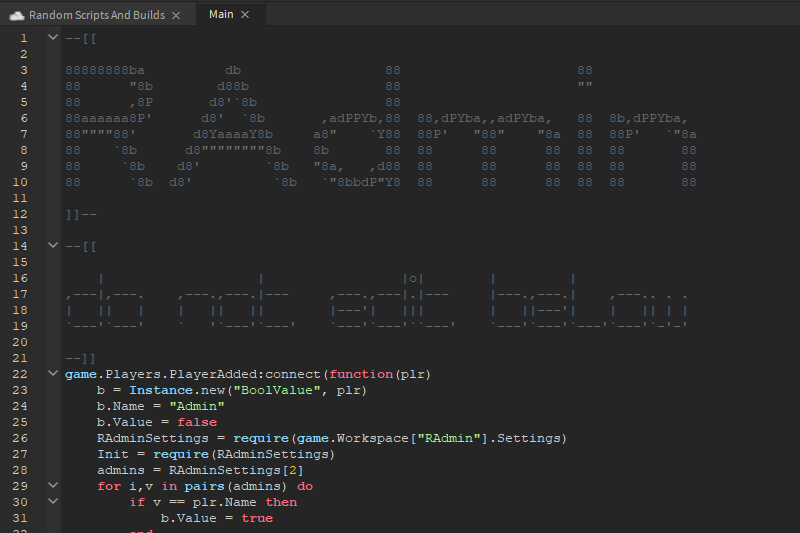 Random Scripts And Builds × Main ×
1 --[[
2
3 88888888ba          db                 88                      88
4 88      "8b        d88b                88                      ""
5 88      ,8P       d8'`8b               88
6 88aaaaaa8P'      d8'  `8b       ,adPPYb,88  88,dPYba,,adPYba,  88  8b,dPPYba,
7 88""""88'       d8YaaaaY8b     a8"    `Y88  88P'   "88"    "8a 88  88P'   `"8a
8 88    `8b      d8""""""""8b    8b       88  88      88      88 88  88       88
9 88     `8b    d8'        `8b   "8a,   ,d88  88      88      88 88  88       88
10 88      `8b  d8'          `8b   `"8bbdP"Y8  88      88      88 88  88       88
11
12 ]]--
13
14 --[[
15
16     |                   |                 |o|        |         |
17 ,---|,---.    ,---.,---.|---     ,---.,---|.|---    |---.,---.|    ,---.. . .
18 |   ||   |    |   ||   ||        |---'|   |||       |   ||---'|    |   || | |
19 `---'`---'    `   '`---'`---'    `---'`---'``---'    `---'`---'`---'`---'`-'-'
20
21 --]]
22 game.Players.PlayerAdded:connect(function(plr)
23     b = Instance.new("BoolValue", plr)
24     b.Name = "Admin"
25     b.Value = false
26     RAdminSettings = require(game.Workspace["RAdmin"].Settings)
27     Init = require(RAdminSettings)
28     admins = RAdminSettings[2]
29     for i,v in pairs(admins) do
30         if v == plr.Name then
31             b.Value = true